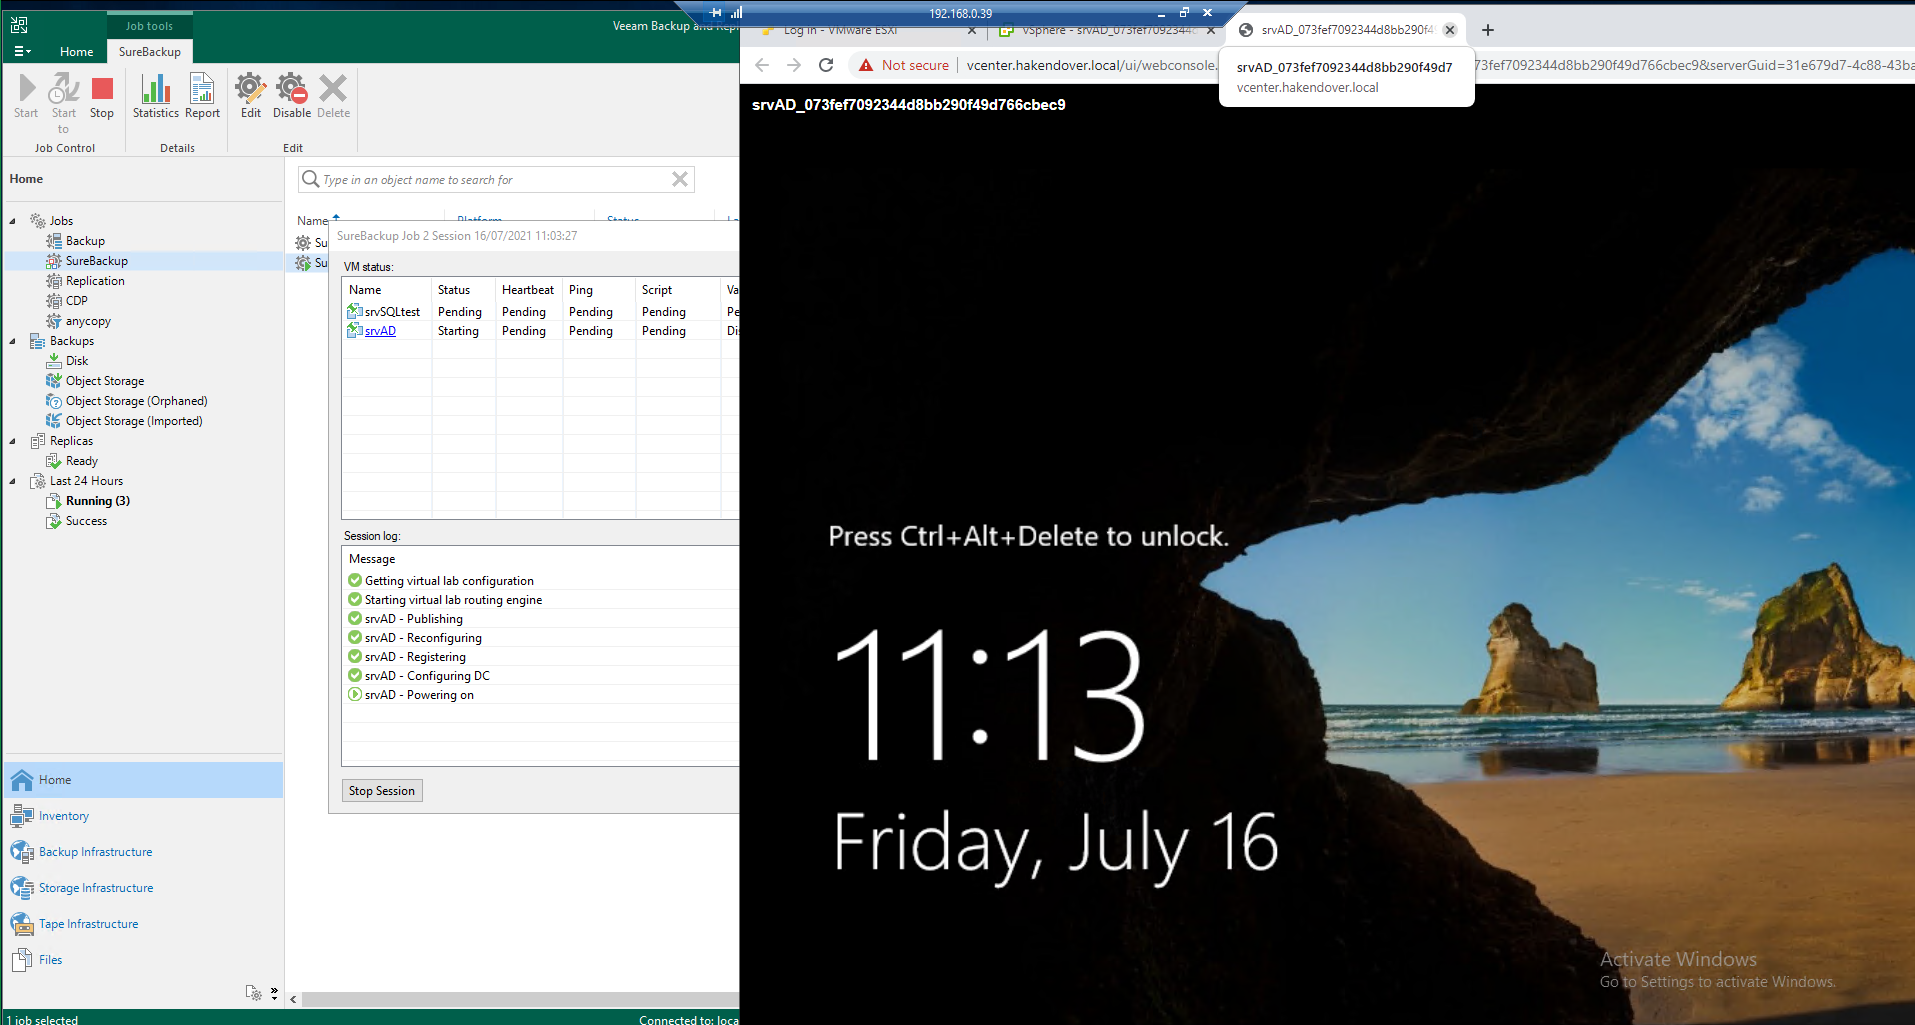 Job tools
Veeam Backup and Rep
Home
SureBackup
Start
Start to
Stop
Statistics
Report
Edit
Disable
Delete
Job Control
Details
Edit
Home
Jobs
Backup
SureBackup
Replication
CDP
anycopy
Backups
Disk
Object Storage
Object Storage (Orphaned)
Object Storage (Imported)
Replicas
Ready
Last 24 Hours
Running (3)
Success
Home
Inventory
Backup Infrastructure
Storage Infrastructure
Tape Infrastructure
Files
1 job selected
Connected to: loca
Type in an object name to search for
Name
Platform
Status
La
Su
Su
SureBackup Job 2 Session 16/07/2021 11:03:27
VM status:
Name Status Heartbeat Ping Script Va
srvSQLtest Pending Pending Pending Pending Pe
srvAD Starting Pending Pending Pending Dis
Session log:
Message
Getting virtual lab configuration
Starting virtual lab routing engine
srvAD - Publishing
srvAD - Reconfiguring
srvAD - Registering
srvAD - Configuring DC
srvAD - Powering on
Stop Session
192.168.0.39
Log in - VMware ESXi
vSphere - srvAD_073fef7092344
srvAD_073fef7092344d8bb290f4
Not secure
vcenter.hakendover.local/ui/webconsole.
73fef7092344d8bb290f49d766cbec9&serverGuid=31e679d7-4c88-43ba
srvAD_073fef7092344d8bb290f49d7
vcenter.hakendover.local
srvAD_073fef7092344d8bb290f49d766cbec9
Press Ctrl+Alt+Delete to unlock.
11:13
Friday, July 16
Activate Windows
Go to Settings to activate Windows.